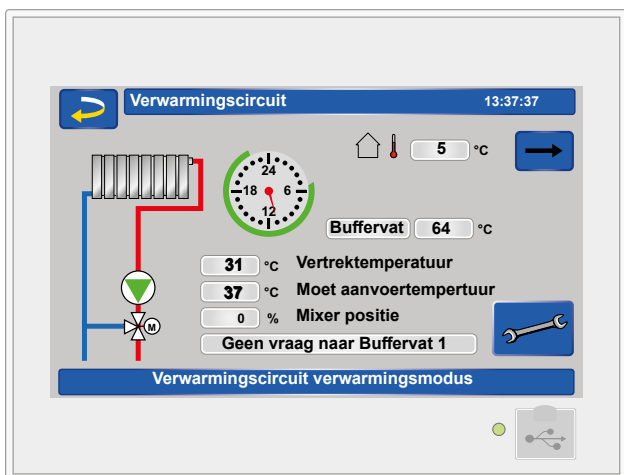 Verwarmingscircuit 13:37:37
5 °C
24
18 6
12
Buffervat 64 °C
31 °C Vertrektemperatuur
37 °C Moet aanvoertempertuur
M 0 % Mixer positie
Geen vraag naar Buffervat 1
Verwarmingscircuit verwarmingsmodus